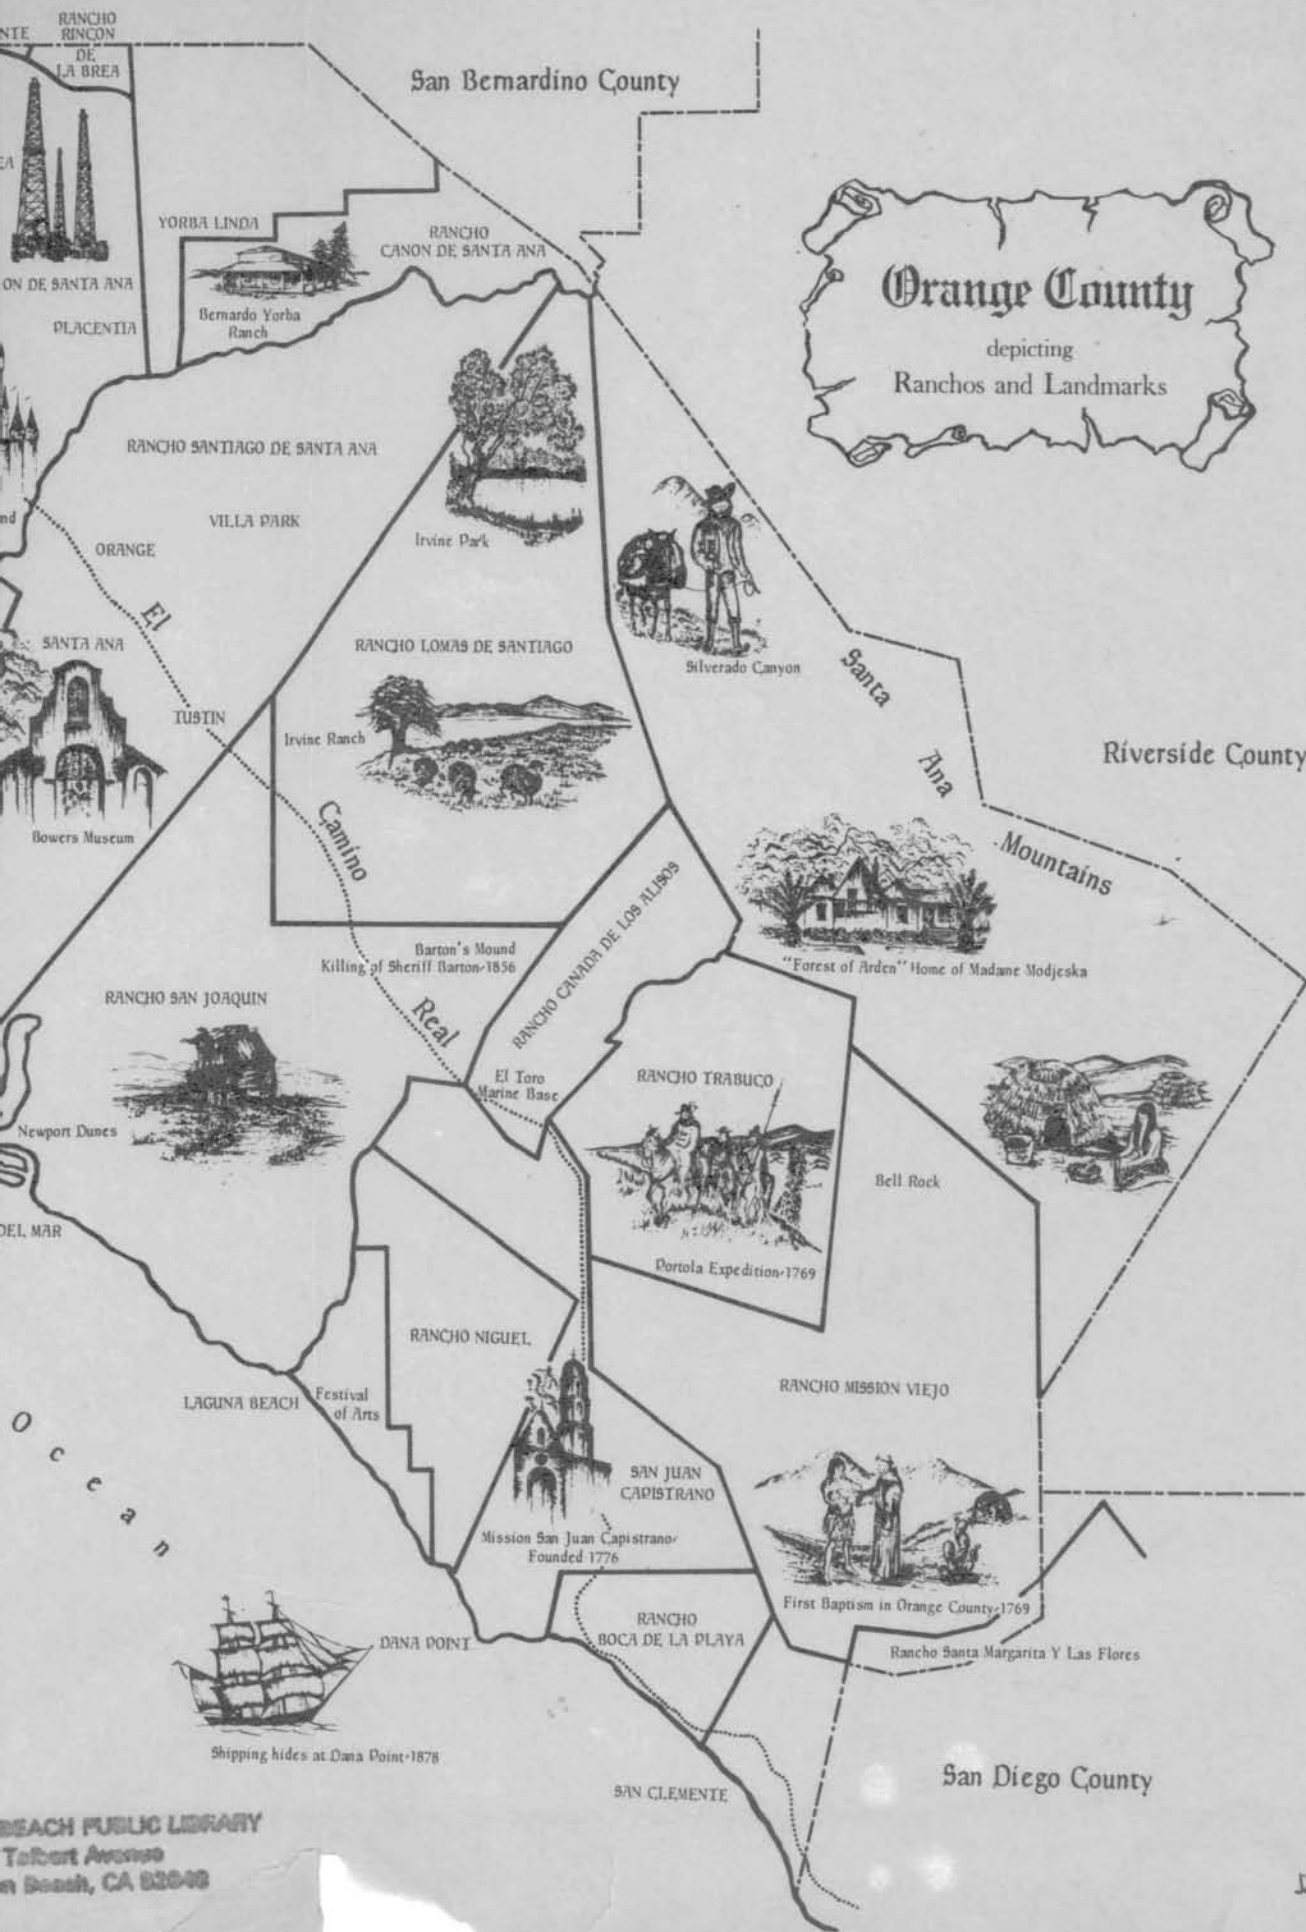 RANCHO
RINCON
DE
LA BREA
San Bernardino County
YORBA LINDA
RANCHO
CANON DE SANTA ANA
ON DE SANTA ANA
PLACENTIA
Bernardo Yorba
Ranch
Orange County
depicting
Ranchos and Landmarks
RANCHO SANTIAGO DE SANTA ANA
VILLA PARK
ORANGE
Irvine Park
El
SANTA ANA
RANCHO LOMAS DE SANTIAGO
Silverado Canyon
Santa
Ana
Mountains
TUSTIN
Irvine Ranch
Riverside County
Bowers Museum
Camino
RANCHO CANADA DE LOS ALISOS
Barton's Mound
Killing of Sheriff Barton-1856
"Forest of Arden" Home of Madame Modjeska
RANCHO SAN JOAQUIN
Real
El Toro
Marine Base
RANCHO TRABUCO
Newport Dunes
Bell Rock
DEL MAR
Portola Expedition-1769
RANCHO NIGUEL
RANCHO MISSION VIEJO
LAGUNA BEACH
Festival
of Arts
Ocean
SAN JUAN
CAPISTRANO
Mission San Juan Capistrano-
Founded 1776
First Baptism in Orange County-1769
RANCHO
BOCA DE LA PLAYA
DANA POINT
Rancho Santa Margarita Y Las Flores
Shipping hides at Dana Point-1878
San Diego County
SAN CLEMENTE
BEACH PUBLIC LIBRARY
Talbert Avenue
n Beach, CA 92648